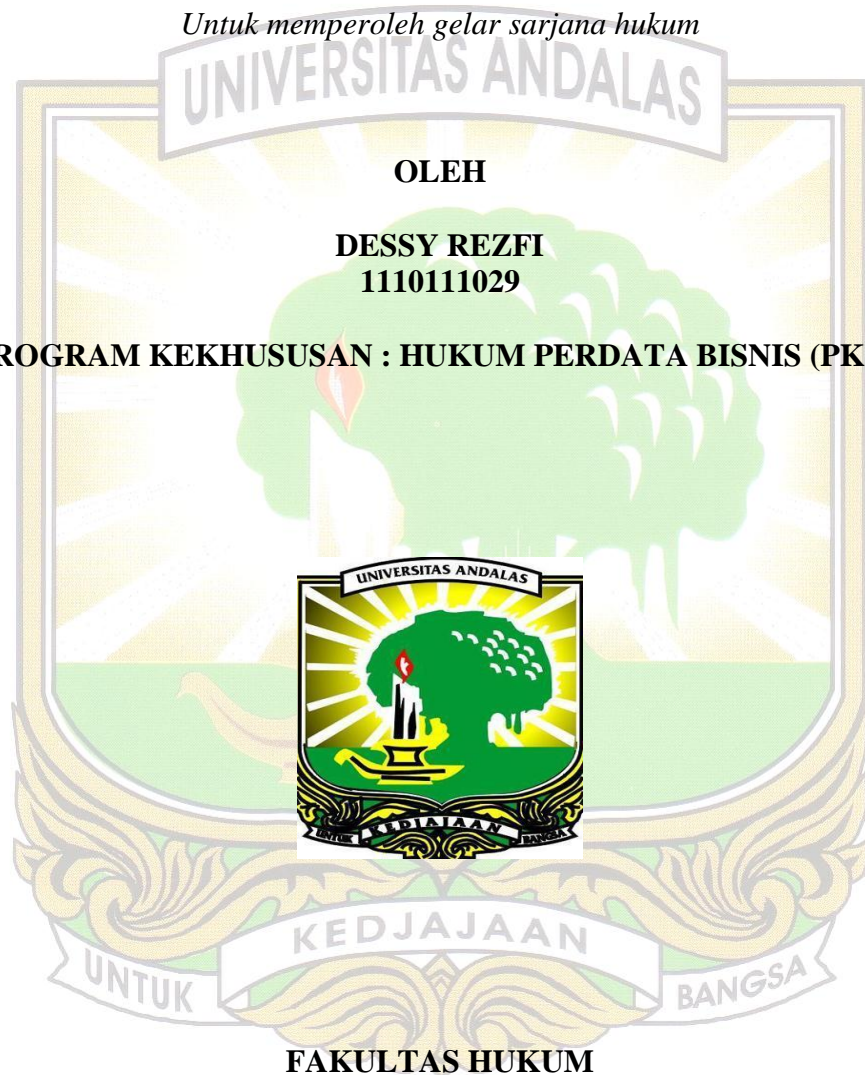 Untuk memperoleh gelar sarjana hukum
UNIVERSITAS ANDALAS
OLEH
DESSY REZFI
1110111029
ROGRAM KEKHUSUSAN : HUKUM PERDATA BISNIS (PK
UNIVERSITAS ANDALAS
UNTUK KEDJAJAAN BANGSA
UNTUK KEDJAJAAN BANGSA
FAKULTAS HUKUM